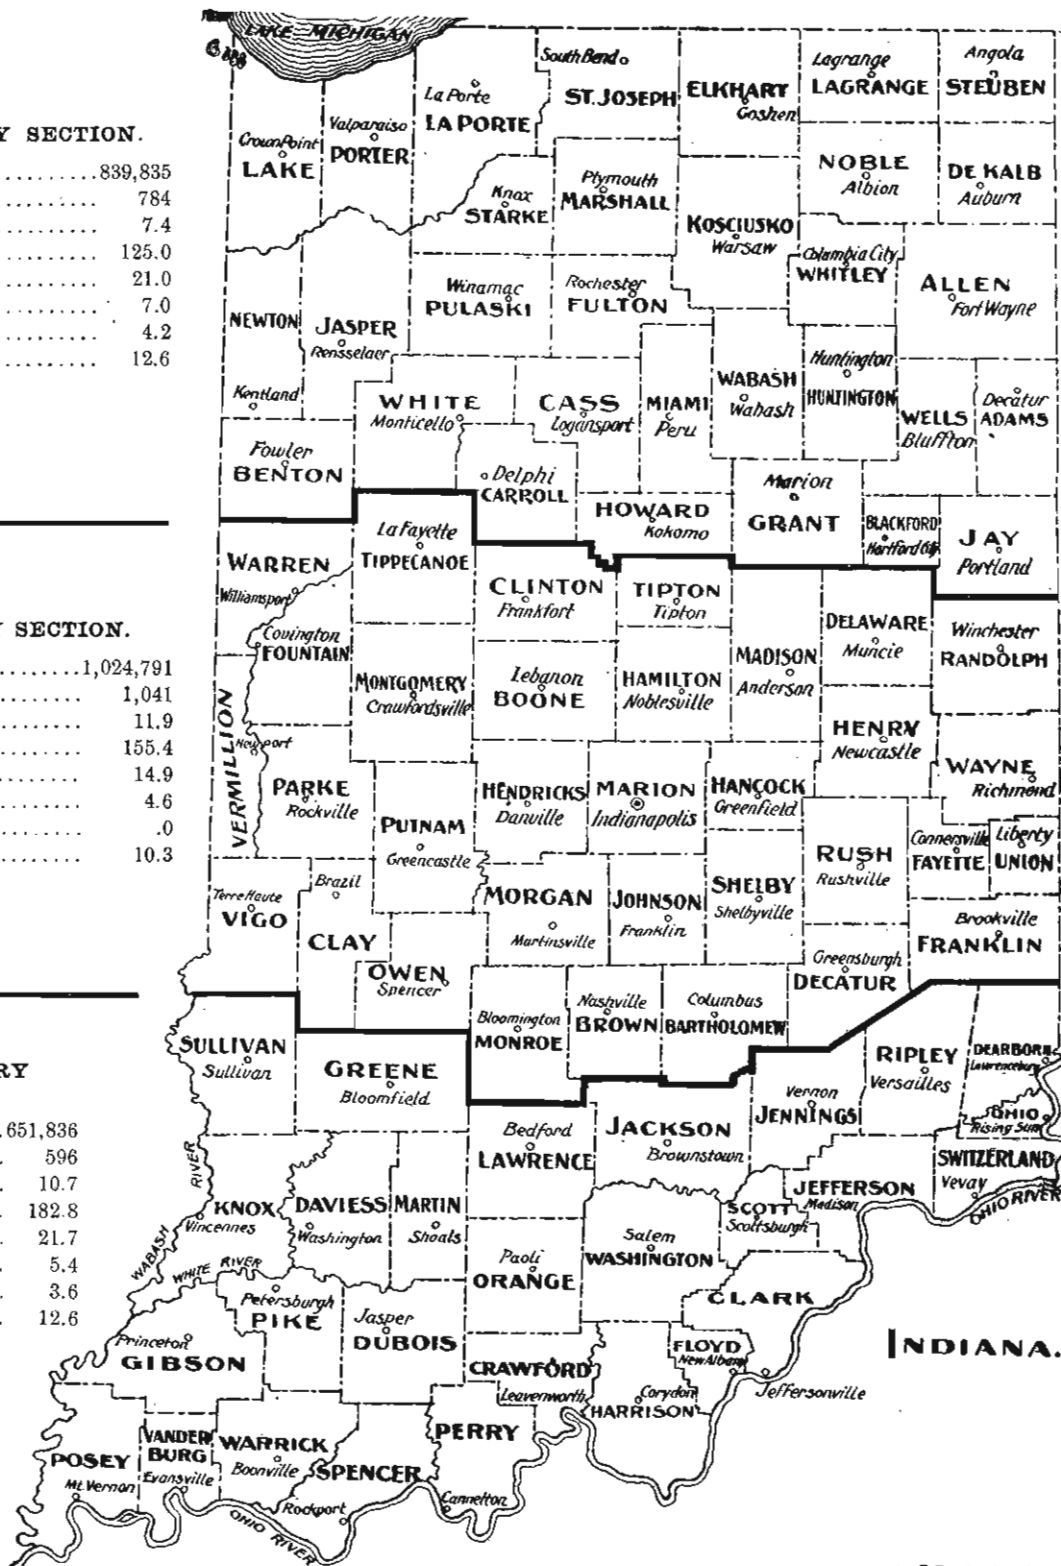 Y SECTION.
.........839,835
.......... 784
.......... 7.4
.......... 125.0
.......... 21.0
.......... 7.0
.......... 4.2
.......... 12.6
Y SECTION.
.........1,024,791
........ 1,041
........ 11.9
........ 155.4
........ 14.9
........ 4.6
........ .0
........ 10.3
RY
.651,836
. 596
. 10.7
. 182.8
. 21.7
. 5.4
. 3.6
. 12.6
LAKE MICHIGAN
Crown Point
LAKE
Valparaiso
PORTER
La Porte
LA PORTE
South Bend
ST. JOSEPH
ELKHART
Goshen
Lagrange
LAGRANGE
Angola
STEUBEN
Knox
STARKE
Plymouth
MARSHALL
KOSCIUSKO
Warsaw
NOBLE
Albion
DE KALB
Auburn
Columbia City
WHITLEY
ALLEN
Fort Wayne
NEWTON
Kentland
JASPER
Rensselaer
Winamac
PULASKI
Rochester
FULTON
WHITE
Monticello
CASS
Logansport
MIAMI
Peru
WABASH
Wabash
Huntington
HUNTINGTON
WELLS
Bluffton
Decatur
ADAMS
Fowler
BENTON
Delphi
CARROLL
HOWARD
Kokomo
Marion
GRANT
BLACKFORD
Hartford City
JAY
Portland
WARREN
Williamsport
La Fayette
TIPPECANOE
CLINTON
Frankfort
TIPTON
Tipton
DELAWARE
Muncie
Winchester
RANDOLPH
Covington
FOUNTAIN
MONTGOMERY
Crawfordsville
Lebanon
BOONE
HAMILTON
Noblesville
MADISON
Anderson
HENRY
Newcastle
WAYNE
Richmond
VERMILLION
Newport
PARKE
Rockville
PUTNAM
Greencastle
HENDRICKS
Danville
MARION
Indianapolis
HANCOCK
Greenfield
RUSH
Rushville
Connersville
FAYETTE
Liberty
UNION
Terre Haute
VIGO
Brazil
CLAY
OWEN
Spencer
MORGAN
Martinsville
JOHNSON
Franklin
SHELBY
Shelbyville
Greensburgh
DECATUR
Brookville
FRANKLIN
SULLIVAN
Sullivan
GREENE
Bloomfield
Bloomington
MONROE
Nashville
BROWN
Columbus
BARTHOLOMEW
Vernon
JENNINGS
RIPLEY
Versailles
DEARBORN
Lawrenceburg
OHIO
Rising Sun
SWITZERLAND
Vevay
OHIO RIVER
WABASH RIVER
KNOX
Vincennes
WHITE RIVER
DAVIESS
Washington
MARTIN
Shoals
Bedford
LAWRENCE
JACKSON
Brownstown
SCOTT
Scottsburgh
JEFFERSON
Madison
Paoli
ORANGE
Salem
WASHINGTON
CLARK
Jeffersonville
FLOYD
New Albany
Princeton
GIBSON
Petersburgh
PIKE
Jasper
DUBOIS
CRAWFORD
Leavenworth
Corydon
HARRISON
INDIANA.
POSEY
Mt. Vernon
VANDER
BURG
Evansville
WARRICK
Boonville
SPENCER
Rockport
PERRY
Cannelton
OHIO RIVER